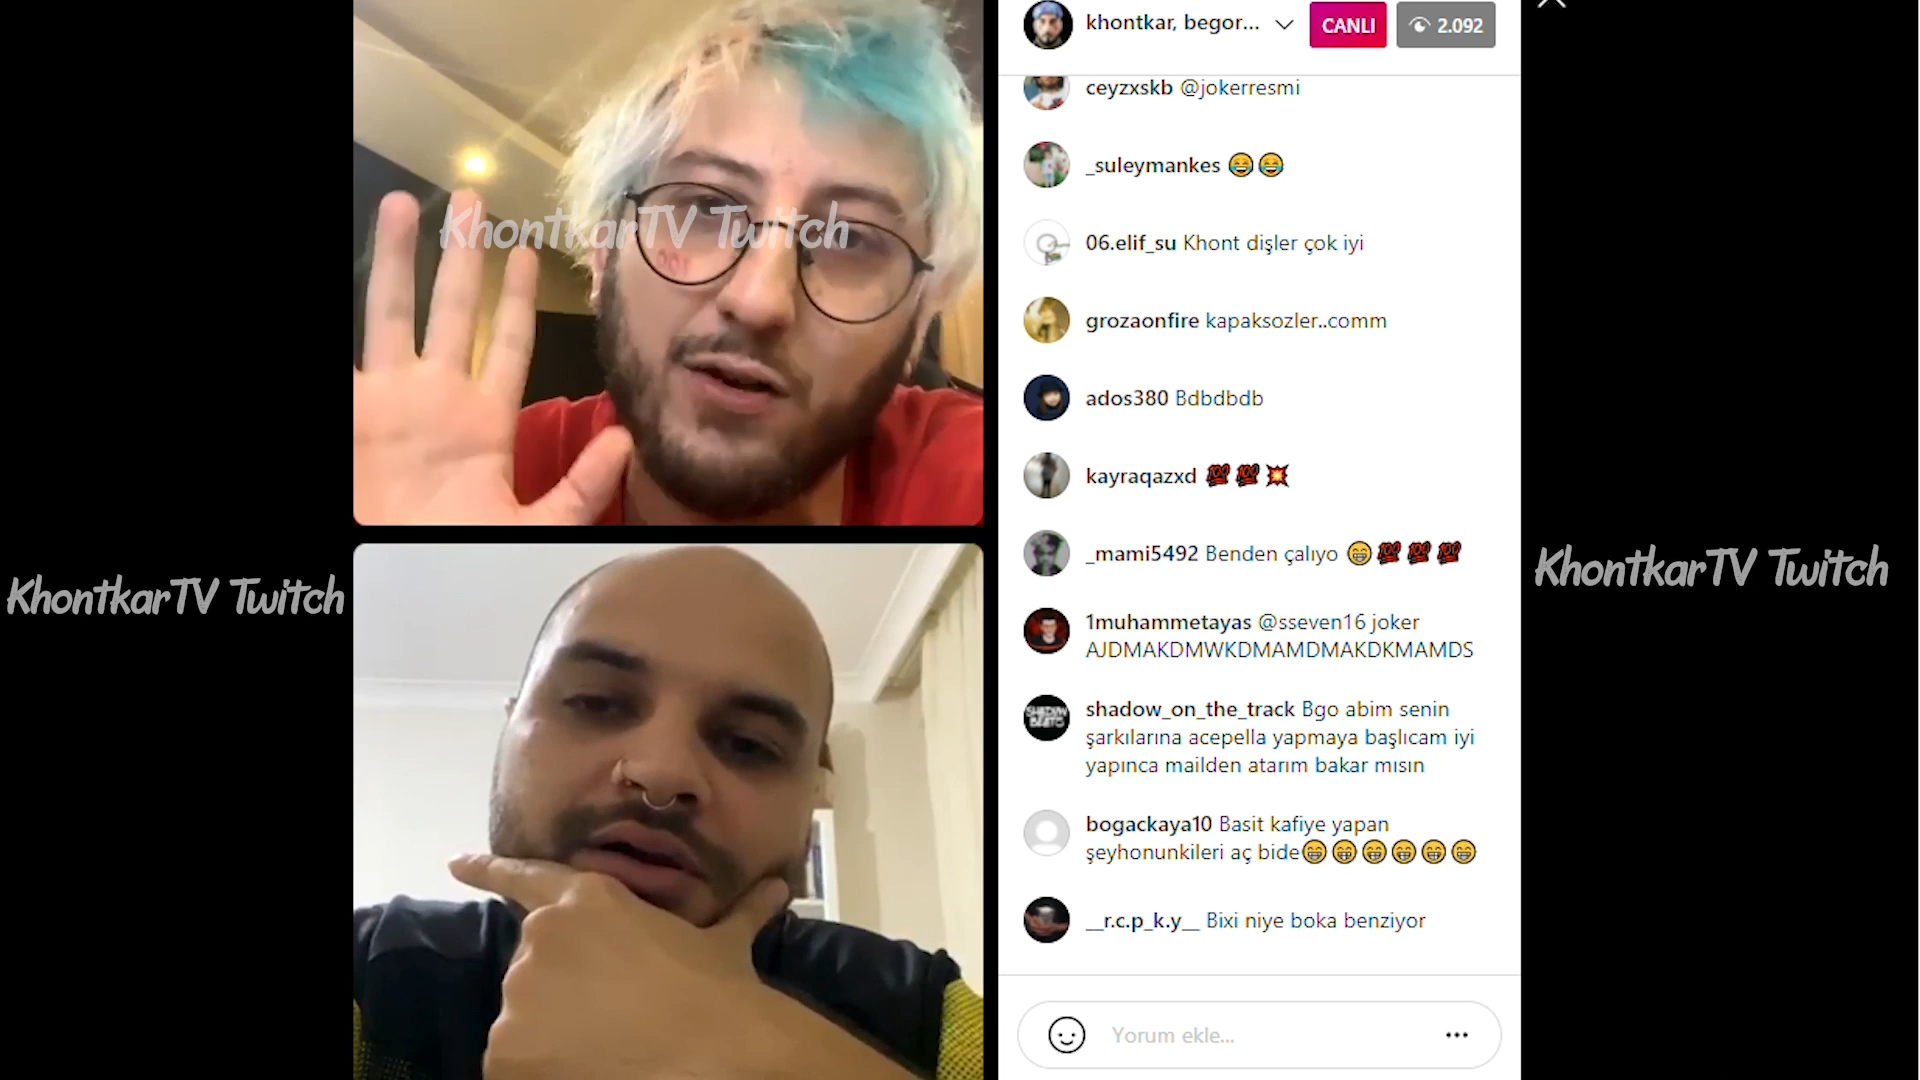 khontkar, begor...
CANLI
2.092
ceyzxskb @jokerresmi
_suleymankes 😂😂
06.elif_su Khont dişler çok iyi
grozaonfire kapaksozler..comm
ados380 Bdbdbdb
kayraqazxd 💯💯💥
_mami5492 Benden çalıyo 😁💯💯💯
1muhammetayas @sseven16 joker
AJDMAKDMWKDMAMDMAKDKMAMDS
shadow_on_the_track Bgo abim senin
şarkılarına acepella yapmaya başlıcam iyi
yapınca mailden atarım bakar mısın
bogackaya10 Basit kafiye yapan
şeyhonunkileri aç bide😁😁😁😁😁😁
__r.c.p_k.y__ Bixi niye boka benziyor
Yorum ekle...
KhontkarTV Twitch
KhontkarTV Twitch
KhontkarTV Twitch
SHADOW
BEATS